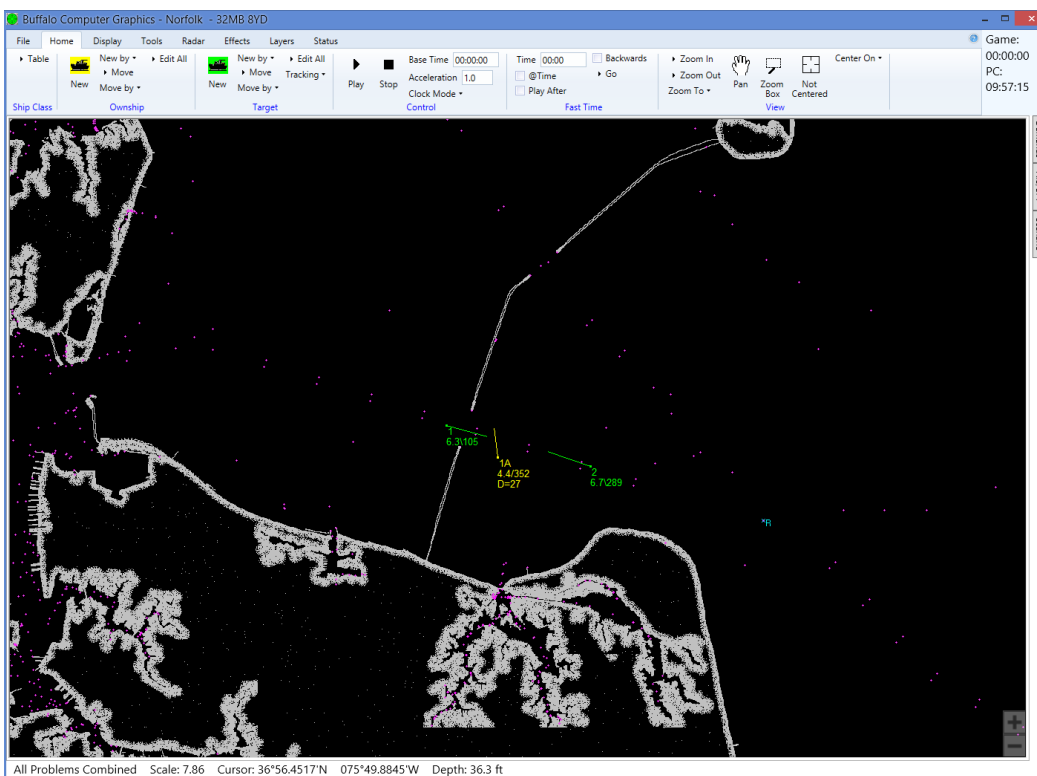 Buffalo Computer Graphics - Norfolk - 32MB 8YD
File Home Display Tools Radar Effects Layers Status
Game:
00:00:00
PC:
09:57:15
Table
Ship Class
New
New by
Move
Move by
Edit All
Ownship
New
New by
Move
Move by
Edit All
Tracking
Target
Play
Stop
Base Time 00:00:00
Acceleration 1.0
Clock Mode
Control
Time 00:00
@Time
Play After
Backwards
Go
Fast Time
Zoom In
Zoom Out
Zoom To
Pan
Zoom
Box
Not
Centered
Center On
View
1
6.3\105
1A
4.4/352
D=27
2
6.7\289
R
All Problems Combined Scale: 7.86 Cursor: 36°56.4517'N 075°49.8845'W Depth: 36.3 ft